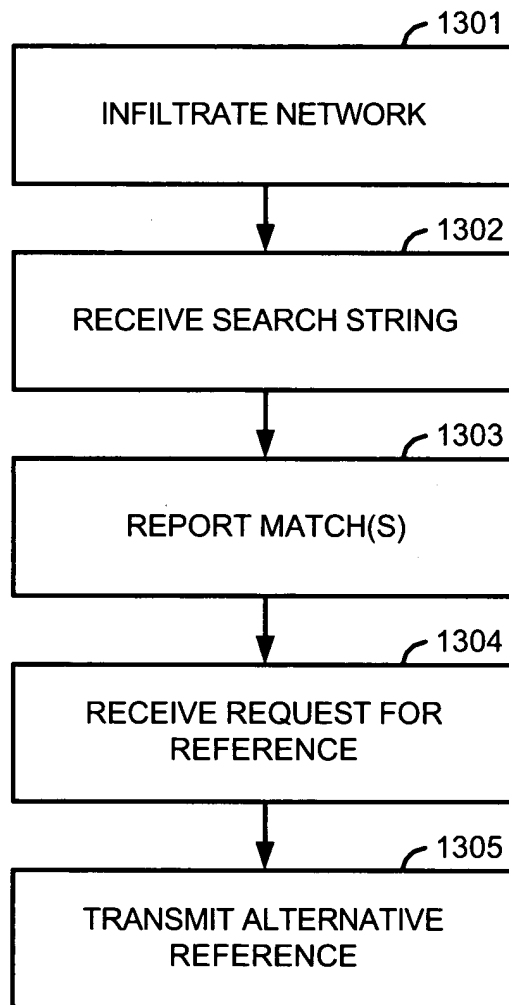 1301
INFILTRATE NETWORK
1302
RECEIVE SEARCH STRING
1303
REPORT MATCH(S)
1304
RECEIVE REQUEST FOR
REFERENCE
1305
TRANSMIT ALTERNATIVE
REFERENCE